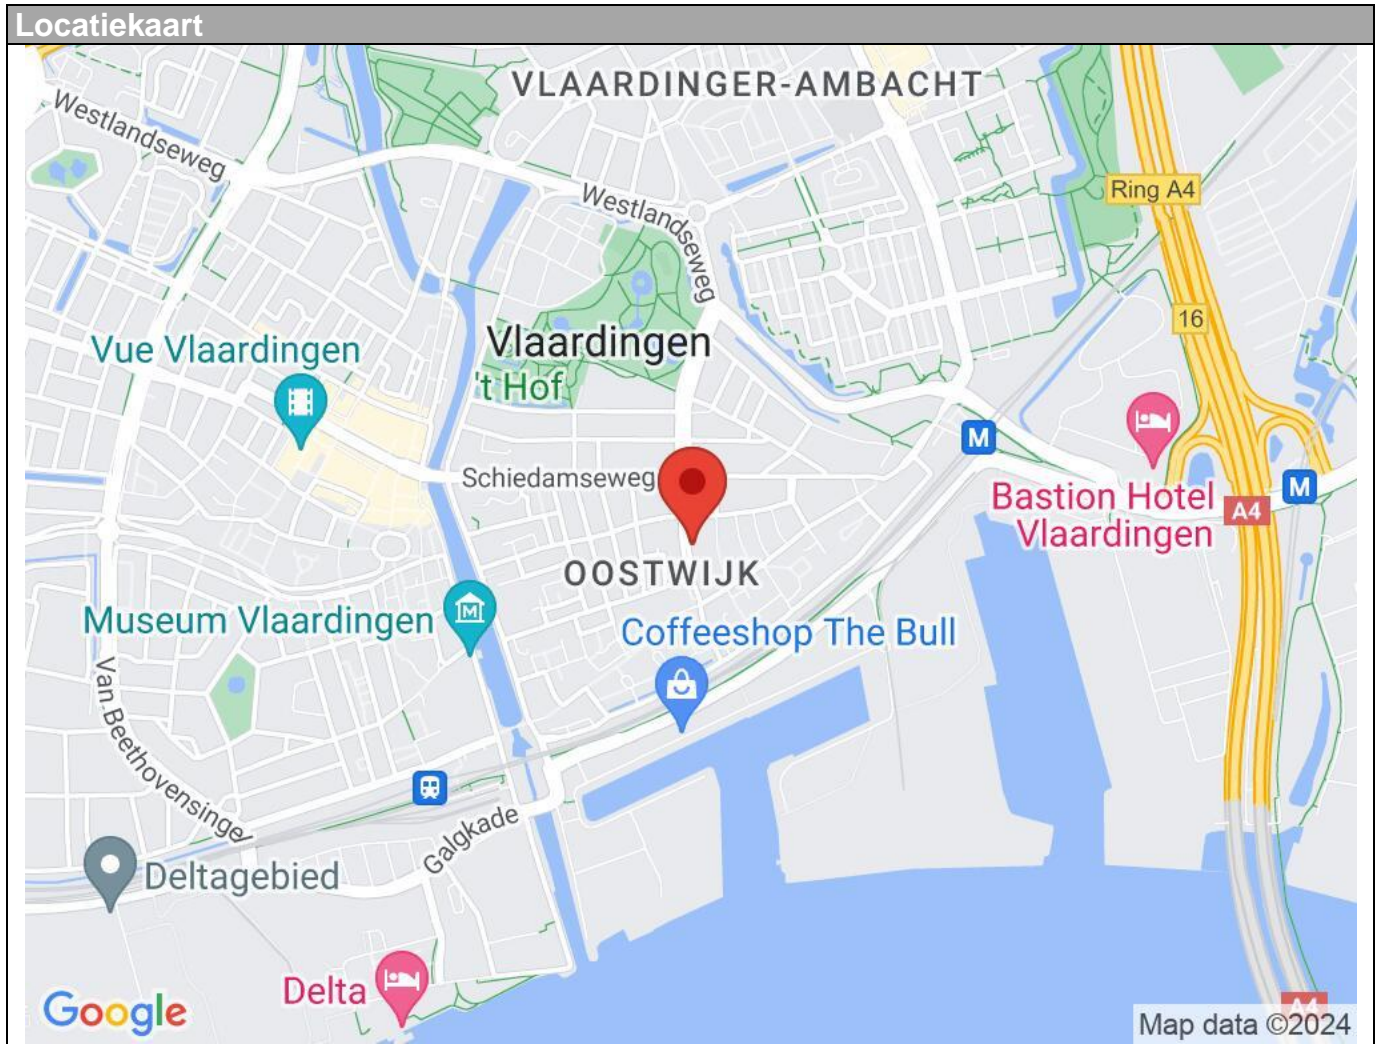 Locatiekaart
VLAARDINGER-AMBACHT
Westlandseweg
Ring A4
Westlandseweg
16
Vue Vlaardingen
Vlaardingen
't Hof
M
Schiedamseweg
Bastion Hotel
Vlaardingen
M
A4
OOSTWIJK
Museum Vlaardingen
M
Coffeeshop The Bull
Van Beethovensingel
Galgkade
Deltagebied
Delta
Google
A4
Map data ©2024